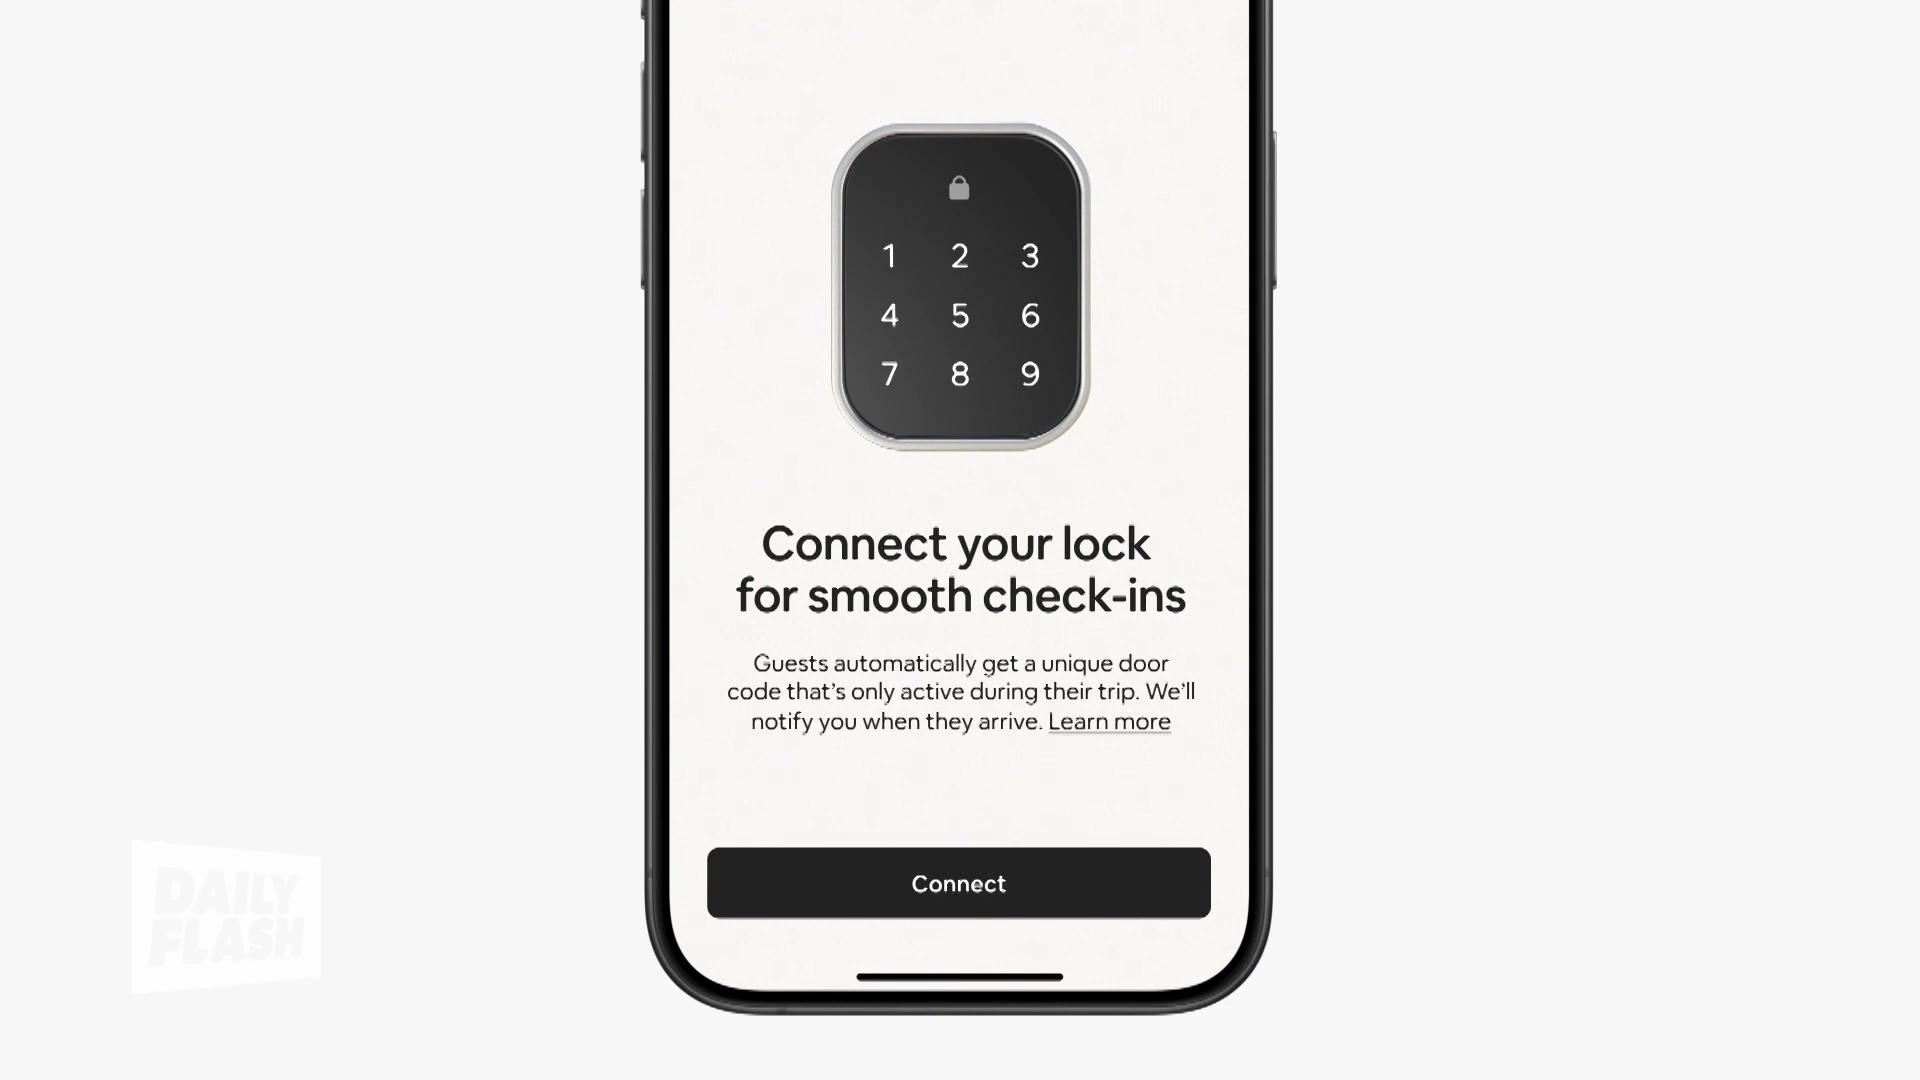 1 2 3
4 5 6
7 8 9
Connect your lock
for smooth check-ins
Guests automatically get a unique door
code that's only active during their trip. We'll
notify you when they arrive. Learn more
Connect
DAILY
FLASH